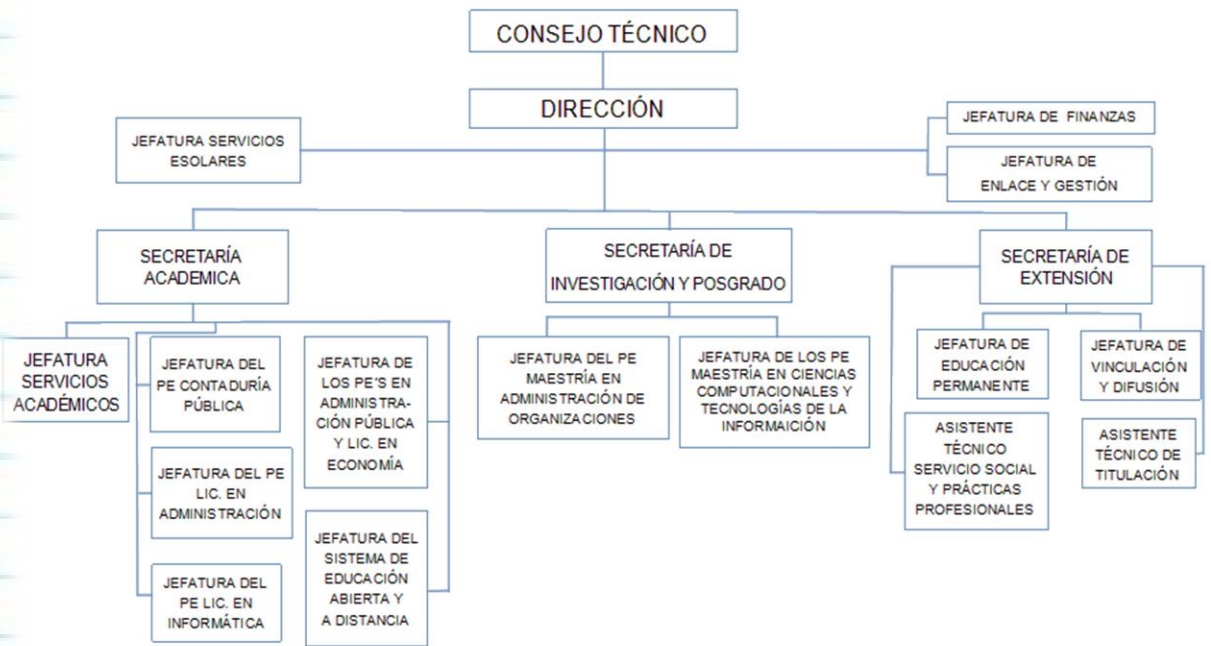 CONSEJO TÉCNICO
DIRECCIÓN
JEFATURA SERVICIOS
ESOLARES
JEFATURA DE FINANZAS
JEFATURA DE
ENLACE Y GESTIÓN
SECRETARÍA
ACADEMICA
SECRETARÍA DE
INVESTIGACIÓN Y POSGRADO
SECRETARÍA DE
EXTENSIÓN
JEFATURA
SERVICIOS
ACADÉMICOS
JEFATURA DEL
PE CONTADURÍA
PÚBLICA
JEFATURA DE
LOS PE'S EN
ADMINISTRA-
CIÓN PÚBLICA
Y LIC. EN
ECONOMÍA
JEFATURA DEL PE
MAESTRÍA EN
ADMINISTRACIÓN DE
ORGANIZACIONES
JEFATURA DE LOS PE
MAESTRÍA EN CIENCIAS
COMPUTACIONALES Y
TECNOLOGÍAS DE LA
INFORMAICIÓN
JEFATURA DE
EDUCACIÓN
PERMANENTE
JEFATURA DE
VINCULACIÓN
Y DIFUSIÓN
JEFATURA DEL PE
LIC. EN
ADMINISTRACIÓN
ASISTENTE
TÉCNICO
SERVICIO SOCIAL
Y PRÁCTICAS
PROFESIONALES
ASISTENTE
TÉCNICO DE
TITULACIÓN
JEFATURA DEL
PE LIC. EN
INFORMÁTICA
JEFATURA DEL
SISTEMA DE
EDUCACIÓN
ABIERTA Y
A DISTANCIA